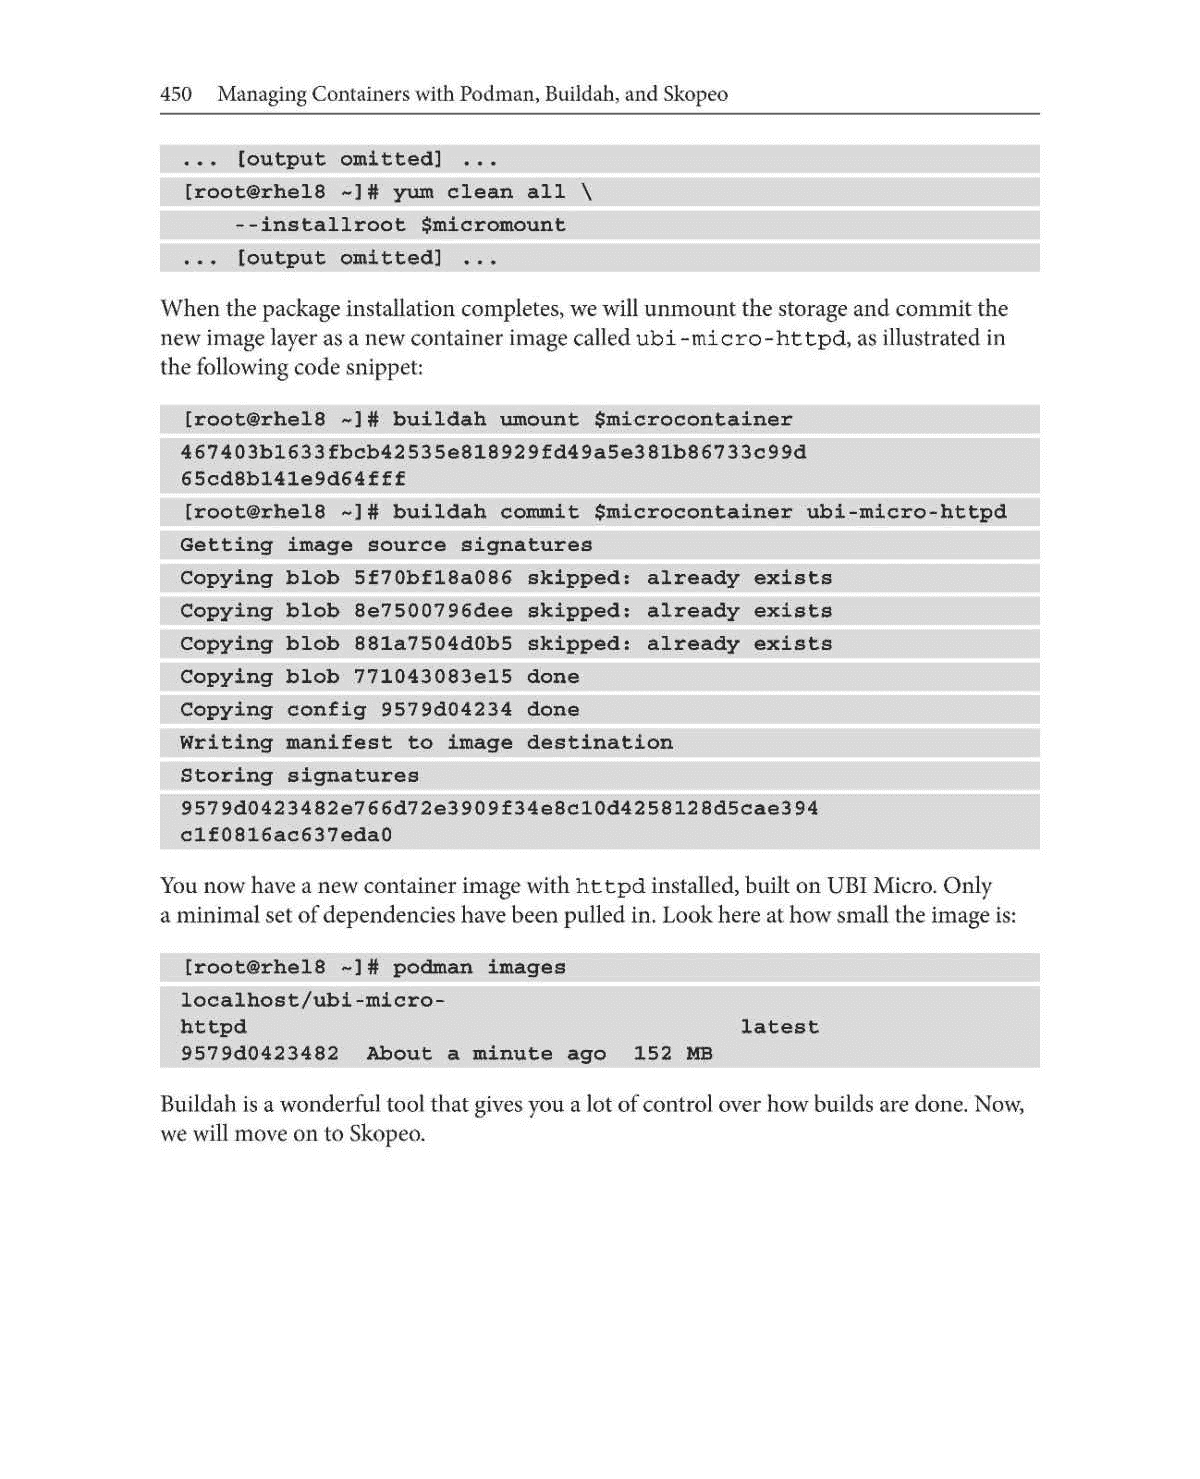 450 Managing Containers with Podman, Buildah, and Skopeo
... [output omitted] ...
[root@rhel8 ~]# yum clean all \
--installroot $micromount
... [output omitted] ...
When the package installation completes, we will unmount the storage and commit the
new image layer as a new container image called ubi-micro-httpd, as illustrated in
the following code snippet:
[root@rhel8 ~]# buildah umount $microcontainer
467403b1633fbcb42535e818929fd49a5e381b86733c99d
65cd8b141e9d64fff
[root@rhel8 ~]# buildah commit $microcontainer ubi-micro-httpd
Getting image source signatures
Copying blob 5f70bf18a086 skipped: already exists
Copying blob 8e7500796dee skipped: already exists
Copying blob 881a7504d0b5 skipped: already exists
Copying blob 771043083e15 done
Copying config 9579d04234 done
Writing manifest to image destination
Storing signatures
9579d0423482e766d72e3909f34e8c10d4258128d5cae394
c1f0816ac637eda0
You now have a new container image with httpd installed, built on UBI Micro. Only
a minimal set of dependencies have been pulled in. Look here at how small the image is:
[root@rhel8 ~]# podman images
localhost/ubi-micro-
httpd latest
9579d0423482 About a minute ago 152 MB
Buildah is a wonderful tool that gives you a lot of control over how builds are done. Now,
we will move on to Skopeo.